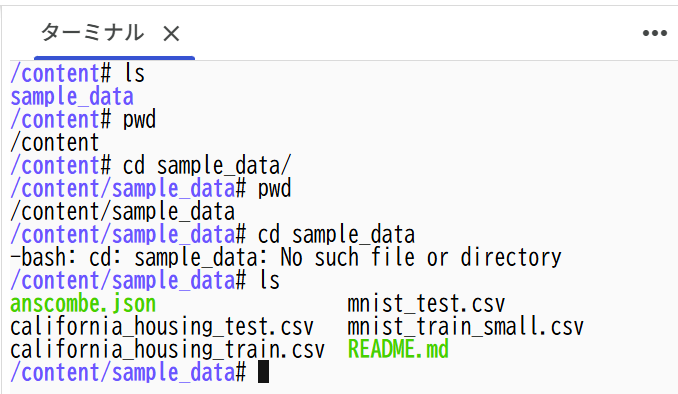 ターミナル ×
/content# ls
sample_data
/content# pwd
/content
/content# cd sample_data/
/content/sample_data# pwd
/content/sample_data
/content/sample_data# cd sample_data
-bash: cd: sample_data: No such file or directory
/content/sample_data# ls
anscombe.json mnist_test.csv
california_housing_test.csv mnist_train_small.csv
california_housing_train.csv README.md
/content/sample_data#